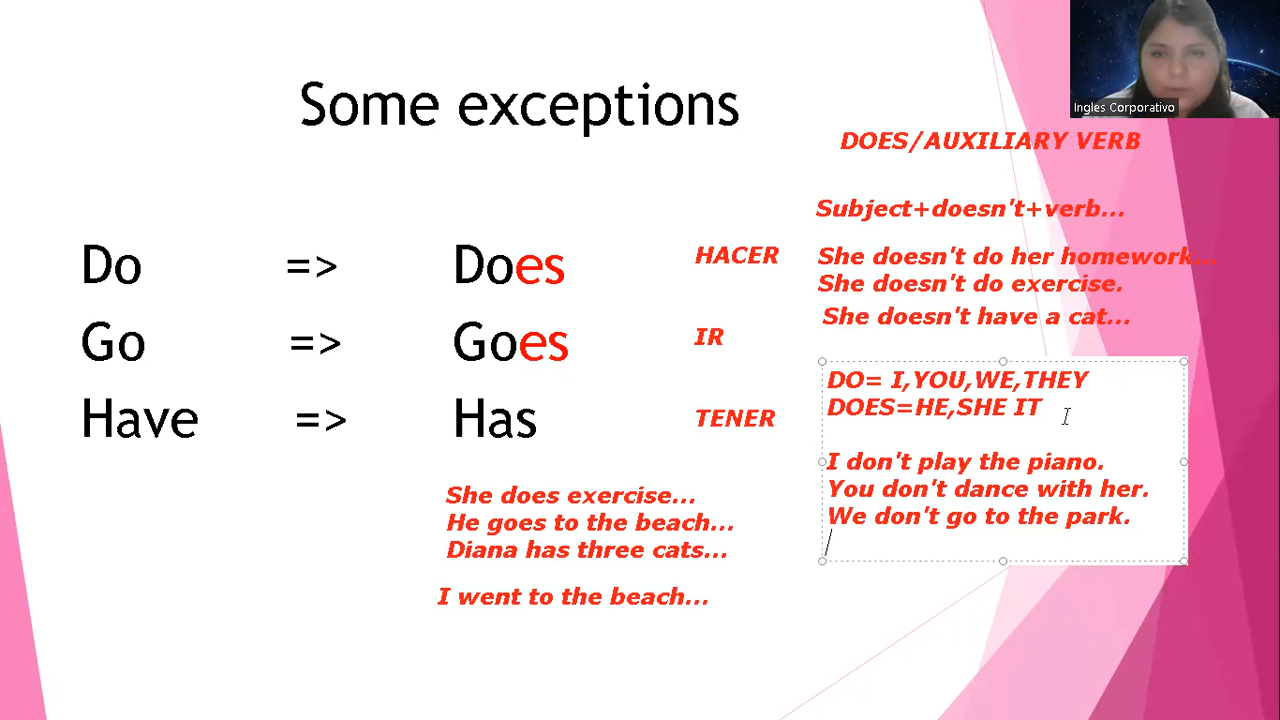 Some exceptions
Ingles Corporativo
DOES/AUXILIARY VERB
Subject+doesn't+verb...
Do => Does HACER
She doesn't do her homework...
She doesn't do exercise.
She doesn't have a cat...
Go => Goes IR
Have => Has TENER
DO= I,YOU,WE,THEY
DOES=HE,SHE IT
I don't play the piano.
You don't dance with her.
We don't go to the park.
She does exercise...
He goes to the beach...
Diana has three cats...
I went to the beach...